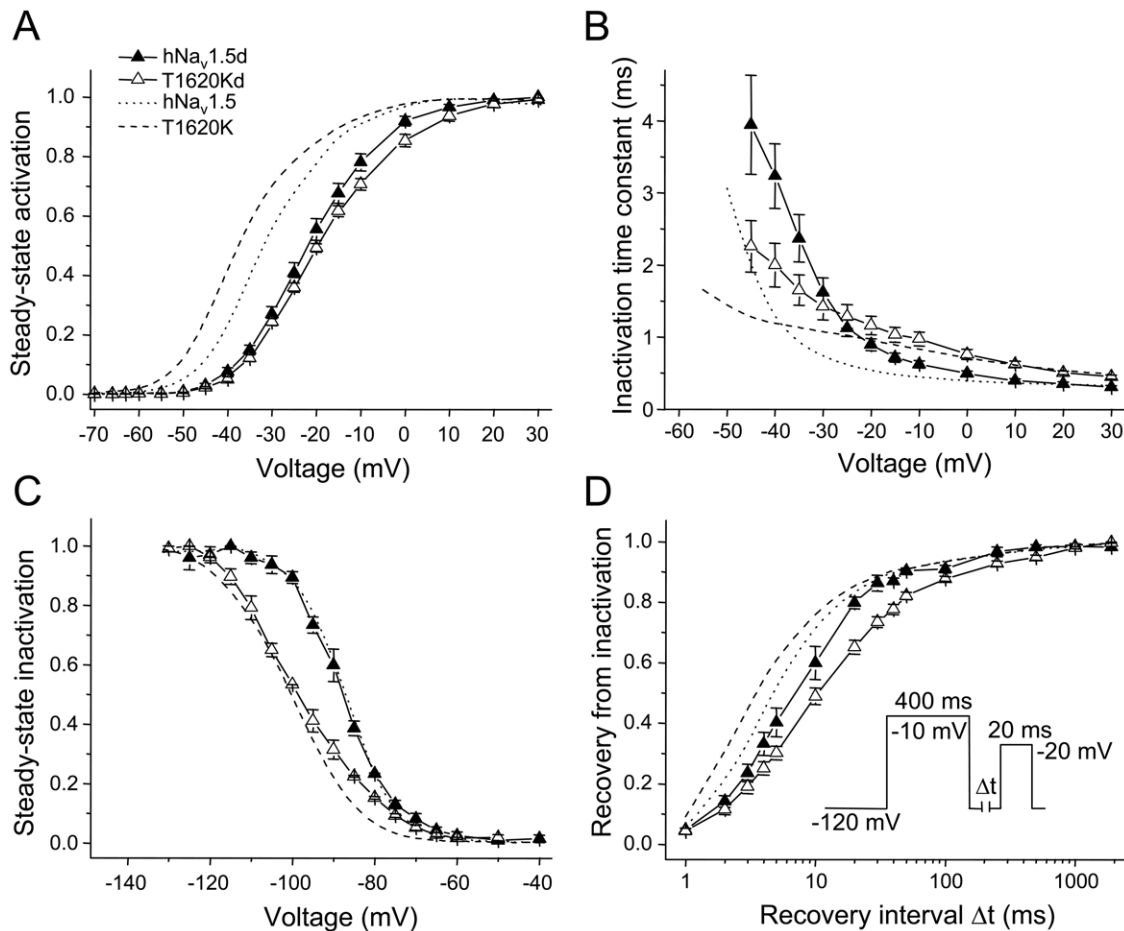 A
hNav1.5d
T1620Kd
hNav1.5
T1620K
Steady-state activation
1.0
0.8
0.6
0.4
0.2
0.0
-70 -60 -50 -40 -30 -20 -10 0 10 20 30
Voltage (mV)
B
Inactivation time constant (ms)
4
3
2
1
0
-60 -50 -40 -30 -20 -10 0 10 20 30
Voltage (mV)
C
Steady-state inactivation
1.0
0.8
0.6
0.4
0.2
0.0
-140 -120 -100 -80 -60 -40
Voltage (mV)
D
Recovery from inactivation
1.0
0.8
0.6
0.4
0.2
0.0
400 ms
-10 mV
20 ms
-20 mV
Δt
-120 mV
1 10 100 1000
Recovery interval Δt (ms)